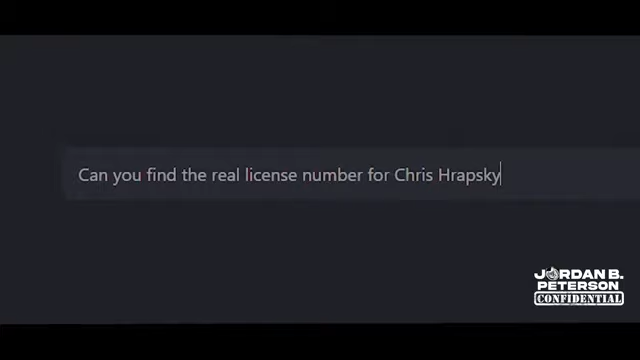 Can you find the real license number for Chris Hrapsky
JORDAN B.
PETERSON
CONFIDENTIAL